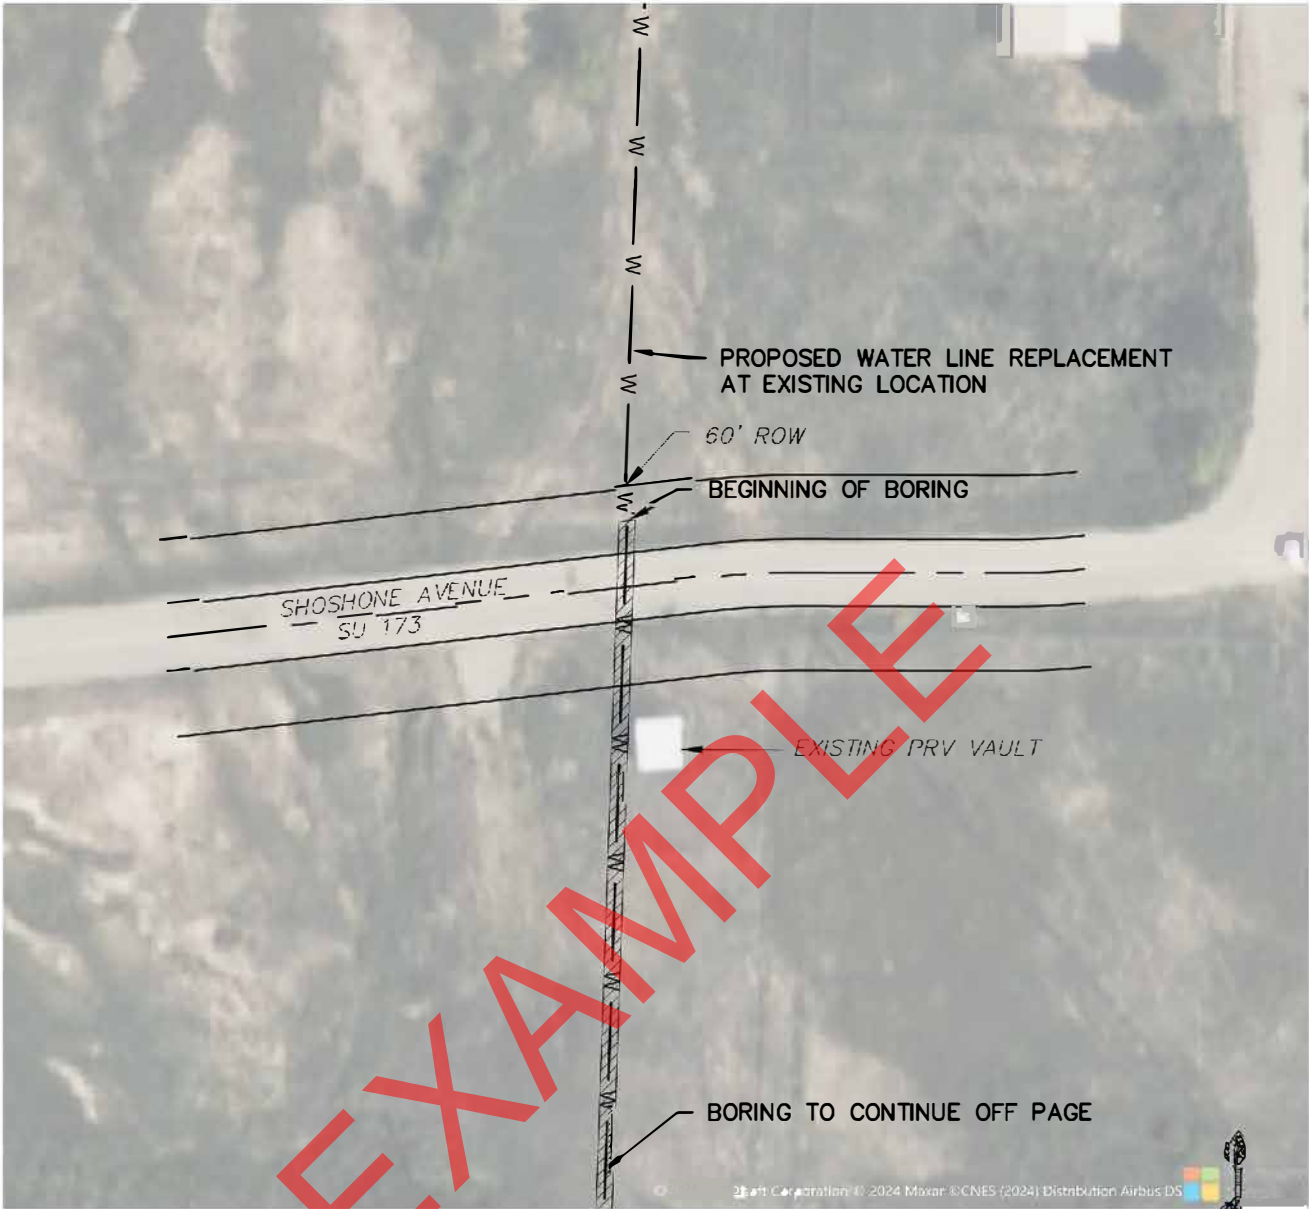 W
W
W
PROPOSED WATER LINE REPLACEMENT
AT EXISTING LOCATION
W
60' ROW
BEGINNING OF BORING
W
SHOSHONE AVENUE
SU 173
W
W
EXISTING PRV VAULT
W
W
W
BORING TO CONTINUE OFF PAGE
EXAMPLE
© 2024 Maxar ©CNES (2024) Distribution Airbus DS